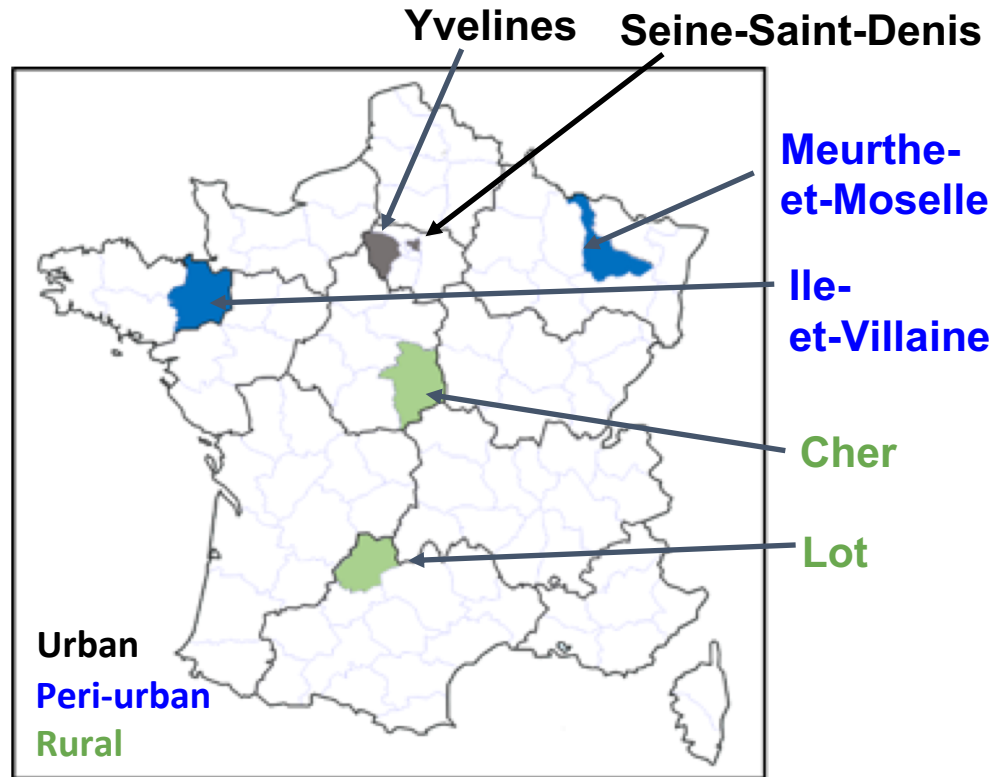 Yvelines
Seine-Saint-Denis
Meurthe-
et-Moselle
Ile-
et-Villaine
Cher
Lot
Urban
Peri-urban
Rural